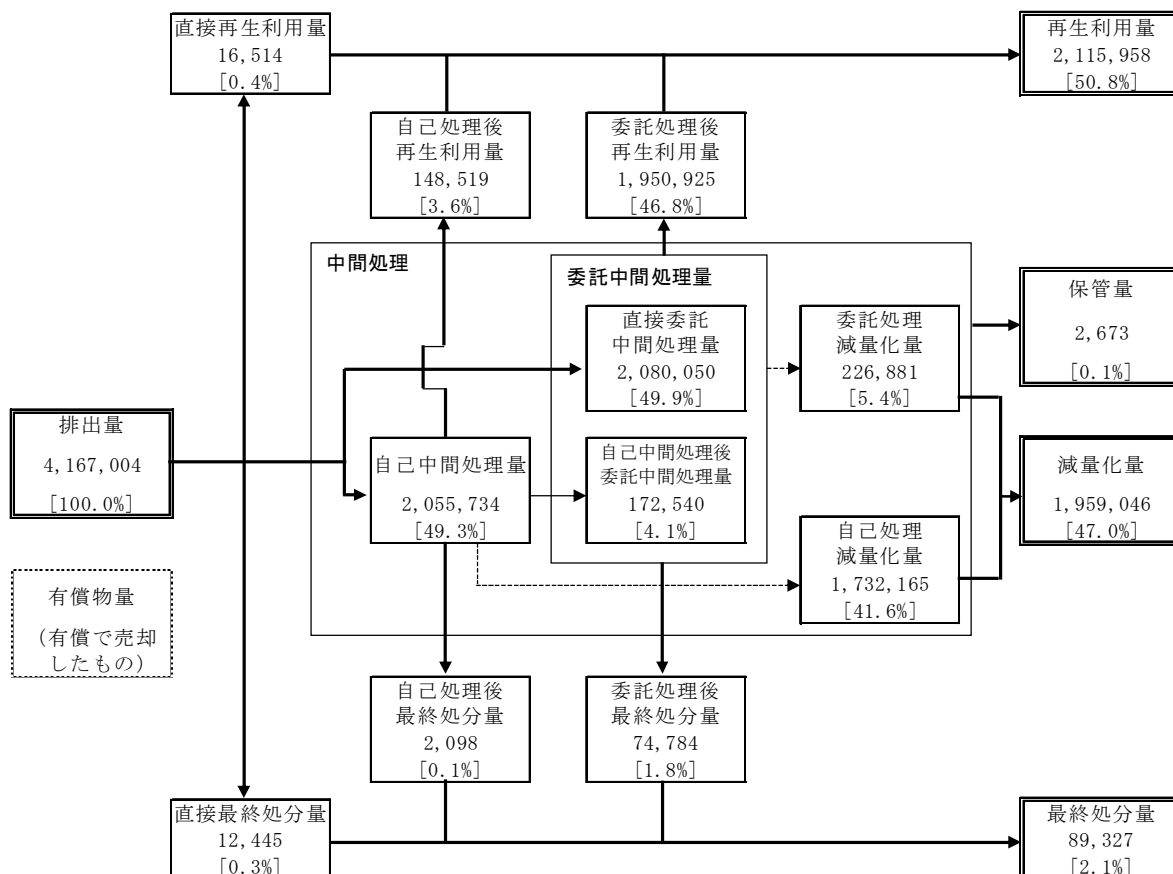 直接再生利用量
16,514
[0.4%]
再生利用量
2,115,958
[50.8%]
自己処理後
再生利用量
148,519
[3.6%]
委託処理後
再生利用量
1,950,925
[46.8%]
中間処理
委託中間処理量
直接委託
中間処理量
2,080,050
[49.9%]
委託処理
減量化量
226,881
[5.4%]
保管量
2,673
[0.1%]
排出量
4,167,004
[100.0%]
自己中間処理量
2,055,734
[49.3%]
自己中間処理後
委託中間処理量
172,540
[4.1%]
自己処理
減量化量
1,732,165
[41.6%]
減量化量
1,959,046
[47.0%]
有償物量
(有償で売却
したもの)
自己処理後
最終処分量
2,098
[0.1%]
委託処理後
最終処分量
74,784
[1.8%]
直接最終処分量
12,445
[0.3%]
最終処分量
89,327
[2.1%]